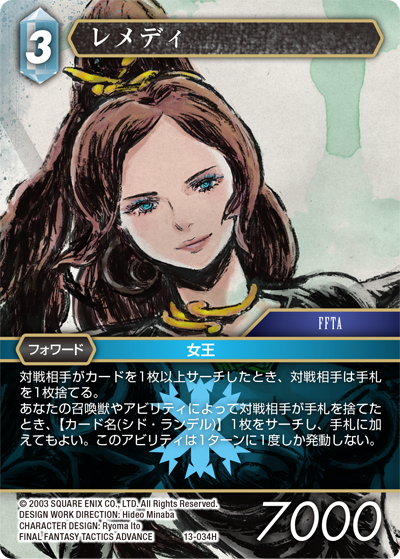 3
レメディ
FFTA
フォワード
女王
対戦相手がカードを1枚以上サーチしたとき、対戦相手は手札
を1枚捨てる。
あなたの召喚獣やアビリティによって対戦相手が手札を捨てた
とき、【カード名(シド・ランデル)】1枚をサーチし、手札に加
えてもよい。このアビリティは1ターンに1度しか発動しない。
© 2003 SQUARE ENIX CO., LTD. All Rights Reserved.
DESIGN WORK DIRECTION: Hideo Minaba
CHARACTER DESIGN: Ryoma Ito
FINAL FANTASY TACTICS ADVANCE
13-034H
7000